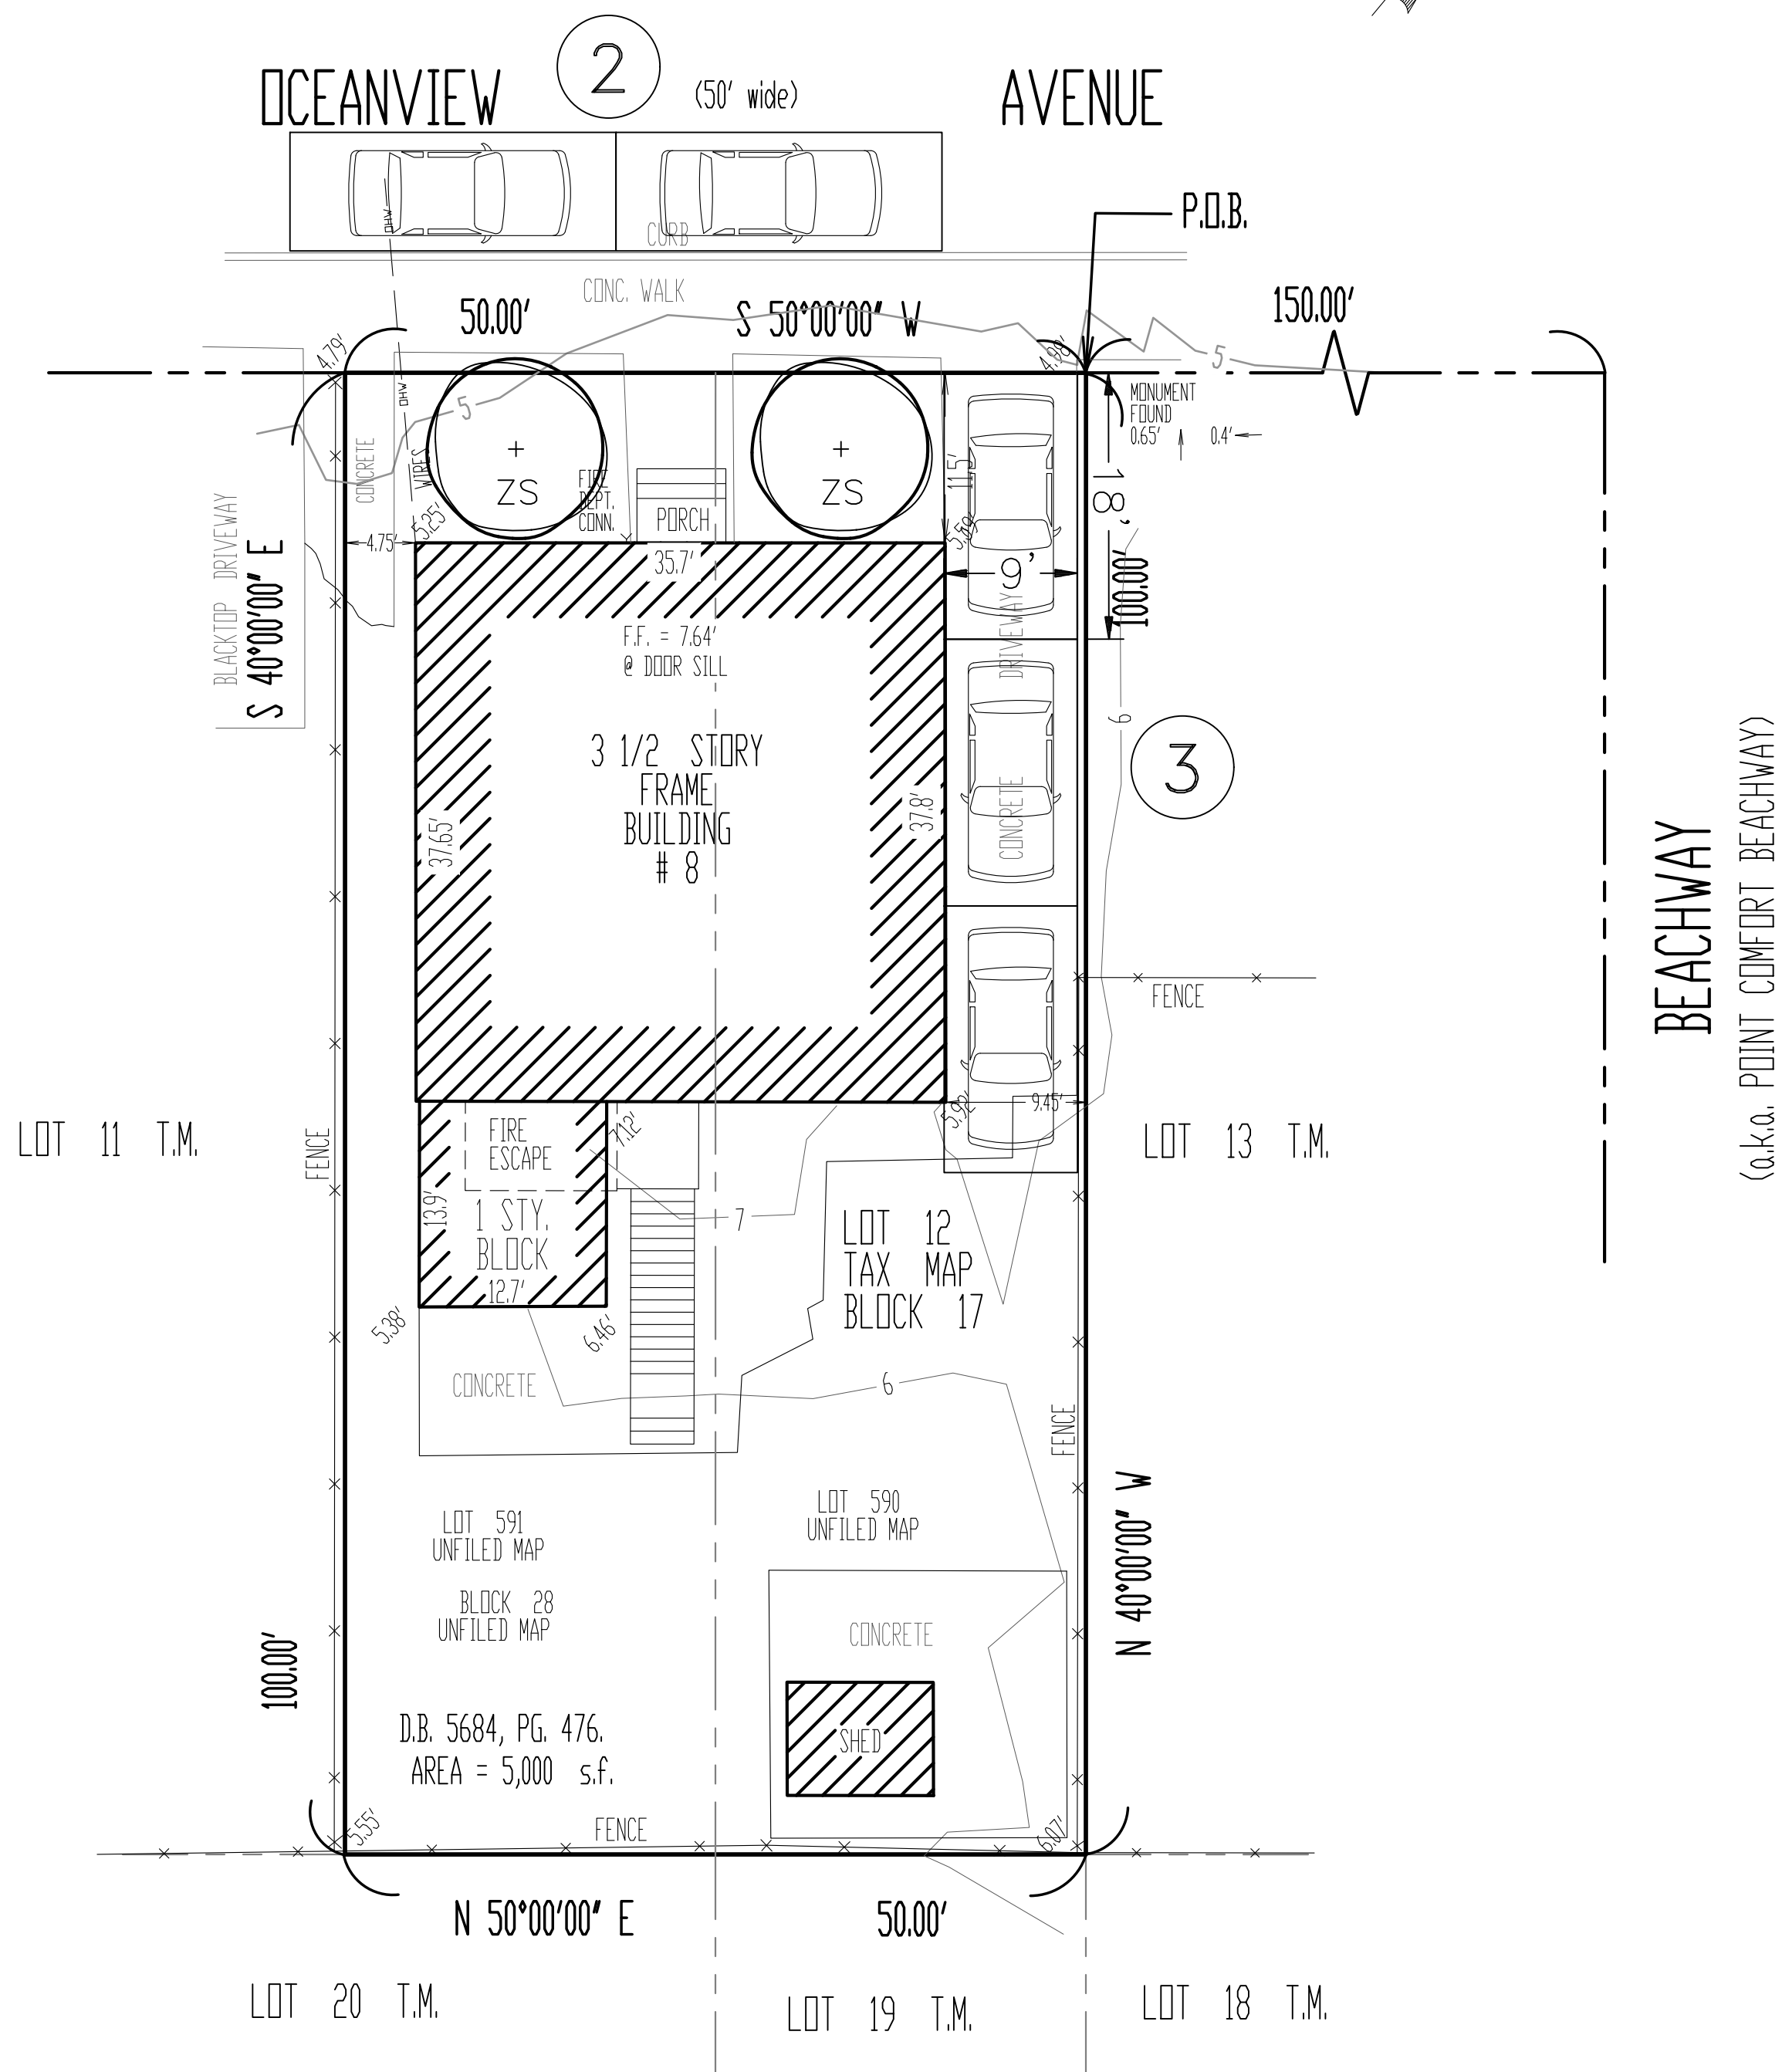 OCEANVIEW 2 (50' wide) AVENUE
P.O.B.
OHW
CURB
CONC. WALK
50.00' S 50°00'00" W 150.00'
4.79' 4.98'
5
5
MONUMENT
FOUND
0.65' 0.4'
OHW
WIRES
CONCRETE
ZS
ZS
FIRE
DEPT.
CONN.
Y
PORCH
11.5'
18'
5.25'
5.59'
4.75'
35.7'
9'
100.00'
BLACKTOP DRIVEWAY
S 40°00'00" E
F.F. = 7.64'
@ DOOR SILL
3 1/2 STORY
FRAME
BUILDING
# 8
37.65'
37.8'
CONCRETE DRIVEWAY
6
3
FENCE
BEACHWAY
(a.k.a. POINT COMFORT BEACHWAY)
5.92'
9.45'
LOT 11 T.M.
FENCE
FIRE
ESCAPE
7.12'
LOT 13 T.M.
13.9'
1 STY.
BLOCK
12.7'
7
LOT 12
TAX MAP
BLOCK 17
5.38'
6.46'
CONCRETE
6
FENCE
LOT 591
UNFILED MAP
LOT 590
UNFILED MAP
BLOCK 28
UNFILED MAP
N 40°00'00" W
100.00'
CONCRETE
SHED
D.B. 5684, PG. 476.
AREA = 5,000 s.f.
5.55'
FENCE
6.07'
N 50°00'00" E 50.00'
LOT 20 T.M.
LOT 19 T.M.
LOT 18 T.M.